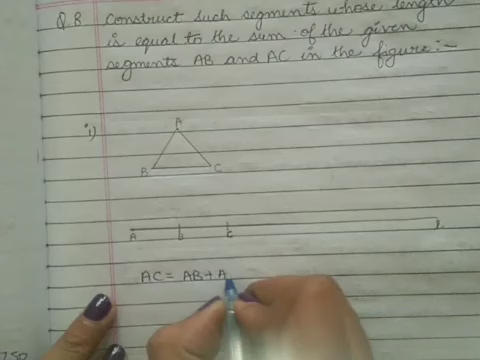 Q.8 Construct such segments whose length
is equal to the sum of the given
segments AB and AC in the figure:-
i)
A
B C
A B C
AC = AB + A